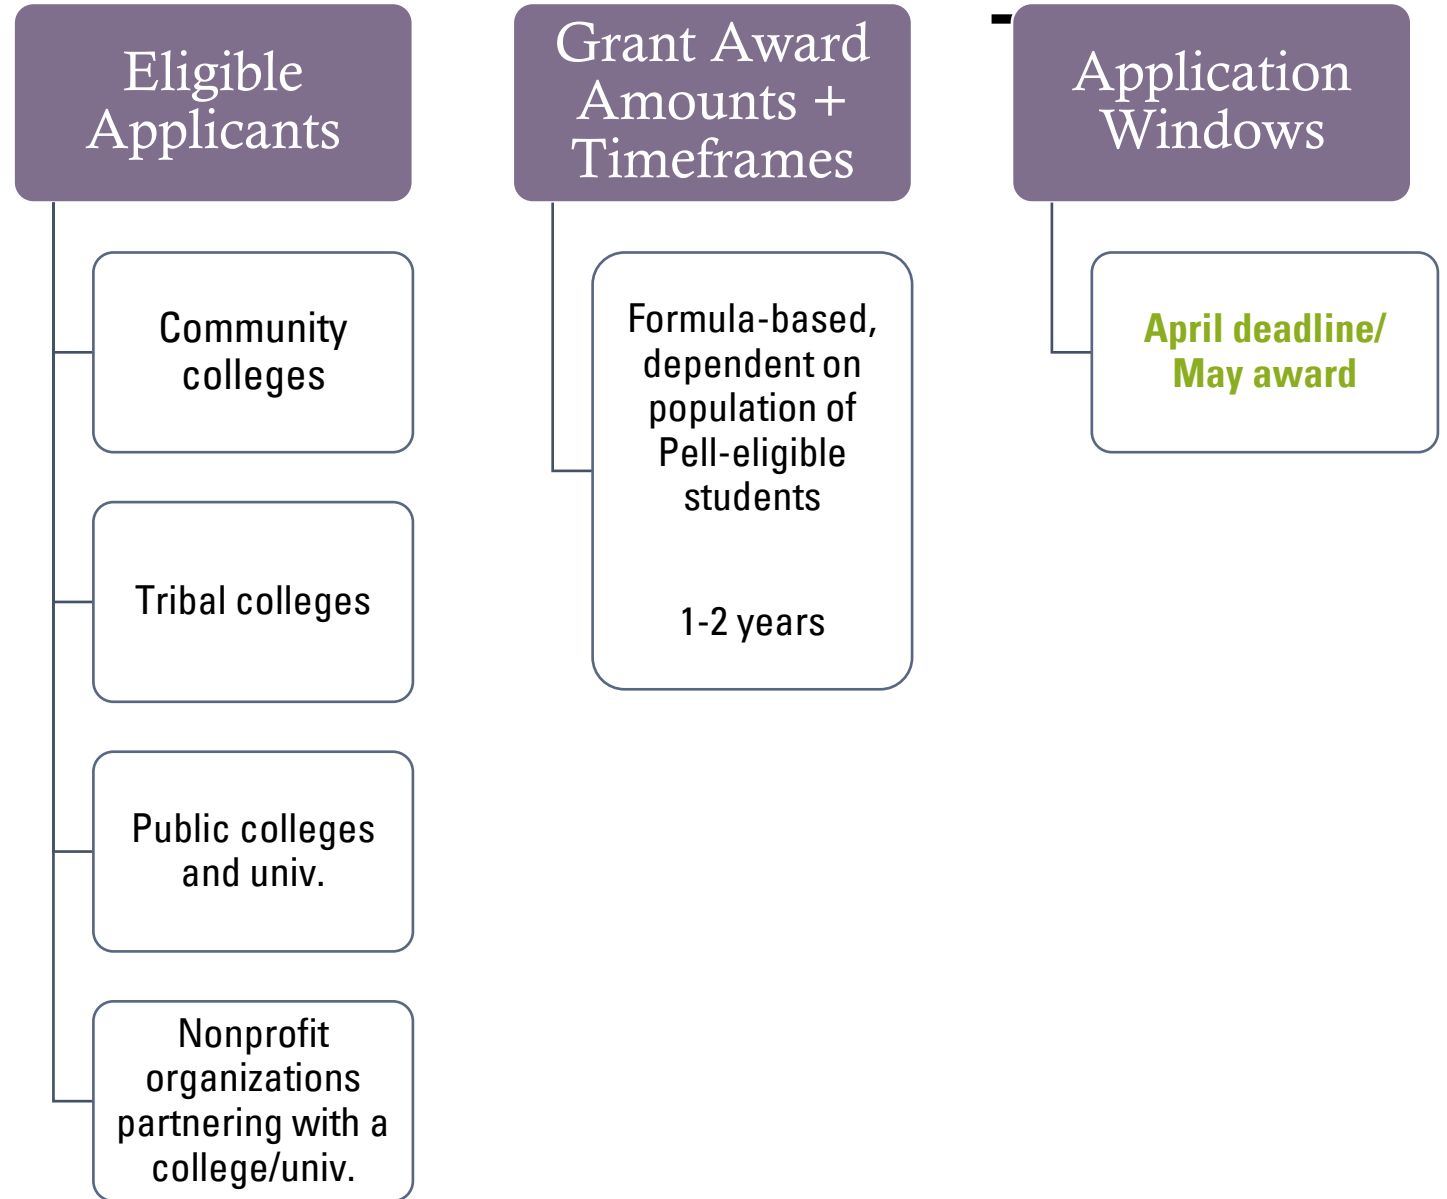 Eligible
Applicants
Community
colleges
Tribal colleges
Public colleges
and univ.
Nonprofit
organizations
partnering with a
college/univ.
Grant Award
Amounts +
Timeframes
Formula-based,
dependent on
population of
Pell-eligible
students
1-2 years
Application
Windows
April deadline/
May award